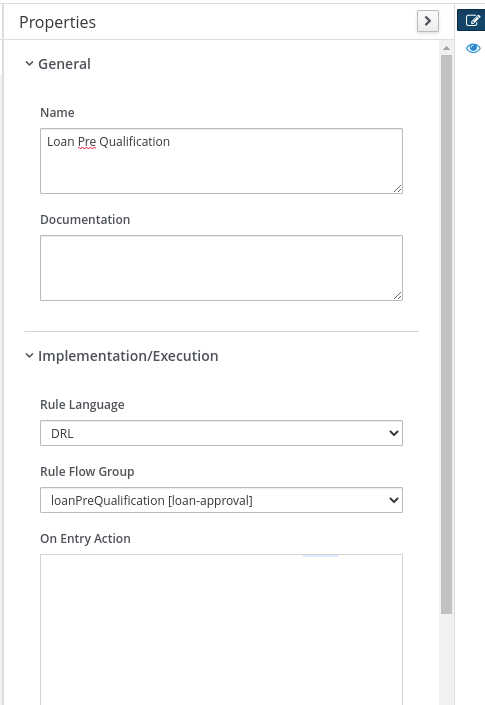 Properties
General
Name
Loan Pre Qualification
Documentation
Implementation/Execution
Rule Language
DRL
Rule Flow Group
loanPreQualification [loan-approval]
On Entry Action